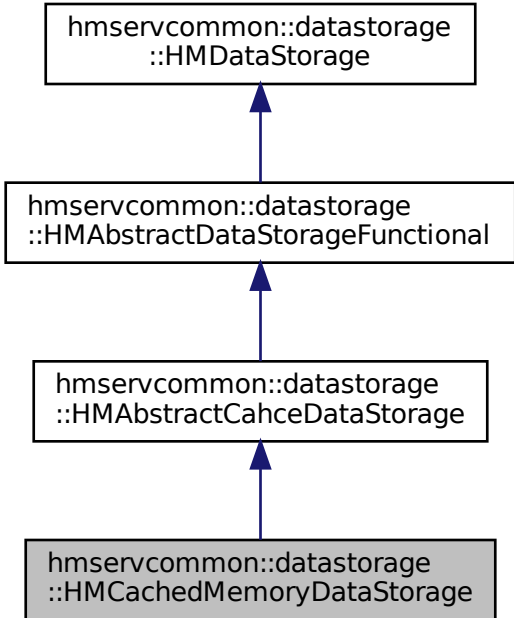 hmservcommon::datastorage
::HMDataStorage
hmservcommon::datastorage
::HMAbstractDataStorageFunctional
hmservcommon::datastorage
::HMAbstractCahceDataStorage
hmservcommon::datastorage
::HMCachedMemoryDataStorage